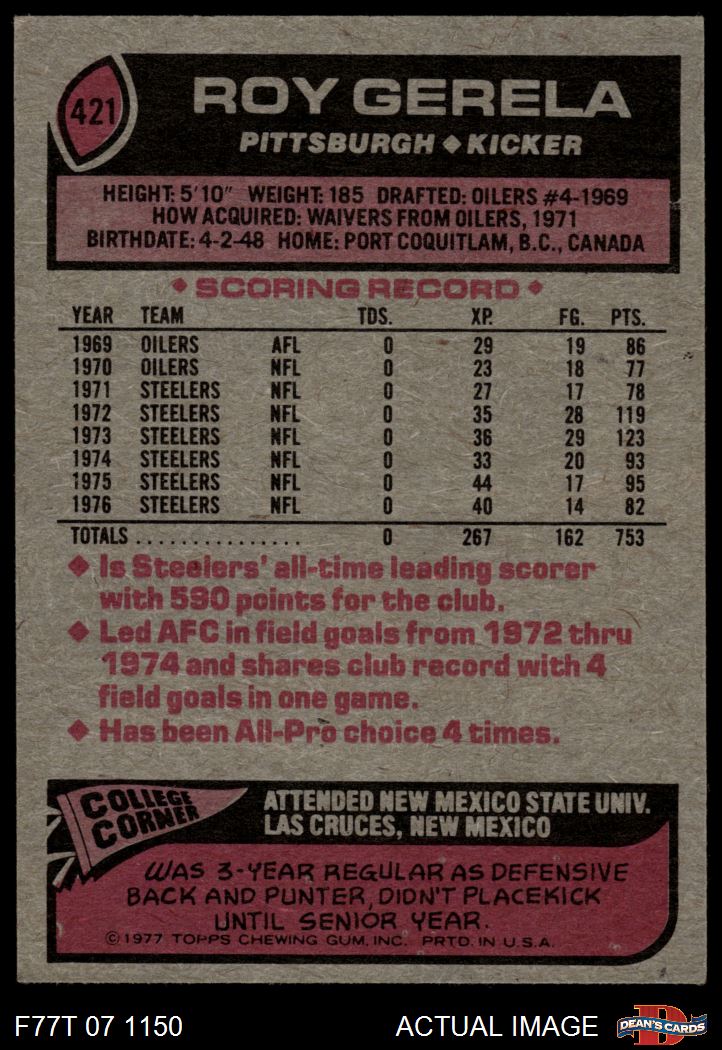 421
ROY GERELA
PITTSBURGH ◆ KICKER
HEIGHT: 5'10" WEIGHT: 185 DRAFTED: OILERS #4-1969
HOW ACQUIRED: WAIVERS FROM OILERS, 1971
BIRTHDATE: 4-2-48 HOME: PORT COQUITLAM, B.C., CANADA
◆ SCORING RECORD ◆
YEAR TEAM TDS. XP. FG. PTS.
1969 OILERS AFL 0 29 19 86
1970 OILERS NFL 0 23 18 77
1971 STEELERS NFL 0 27 17 78
1972 STEELERS NFL 0 35 28 119
1973 STEELERS NFL 0 36 29 123
1974 STEELERS NFL 0 33 20 93
1975 STEELERS NFL 0 44 17 95
1976 STEELERS NFL 0 40 14 82
TOTALS ............... 0 267 162 753
◆ Is Steelers' all-time leading scorer
with 590 points for the club.
◆ Led AFC in field goals from 1972 thru
1974 and shares club record with 4
field goals in one game.
◆ Has been All-Pro choice 4 times.
COLLEGE
CORNER
ATTENDED NEW MEXICO STATE UNIV.
LAS CRUCES, NEW MEXICO
WAS 3-YEAR REGULAR AS DEFENSIVE
BACK AND PUNTER, DIDN'T PLACEKICK
UNTIL SENIOR YEAR.
© 1977 TOPPS CHEWING GUM, INC. PRTD. IN U.S.A.
F77T 07 1150
ACTUAL IMAGE
D
DEAN'S CARDS